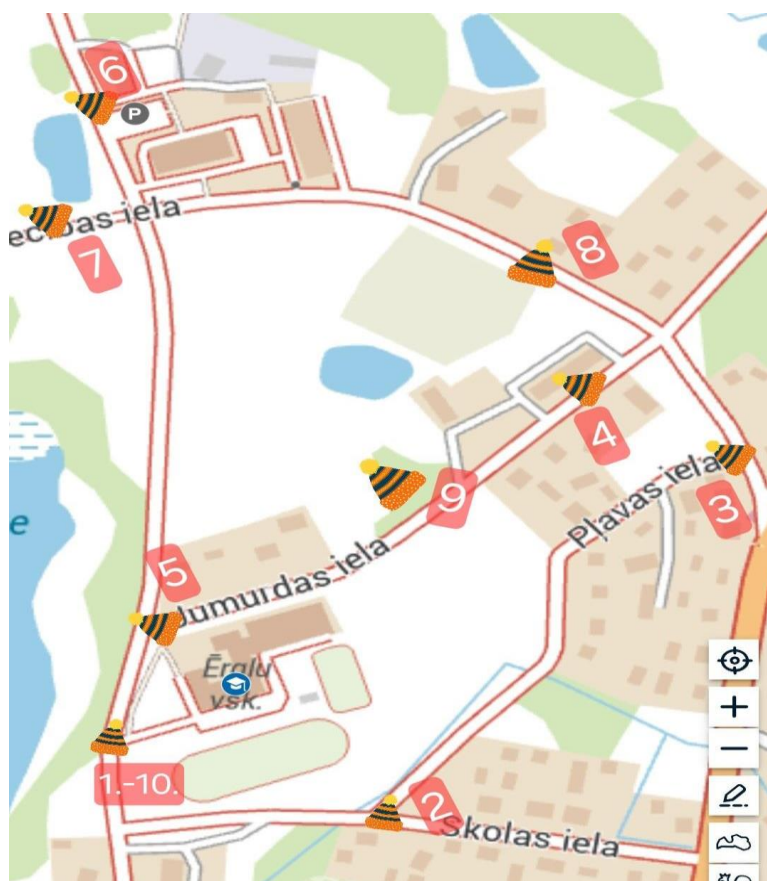 6
P
ecības iela
7
8
4
Pļavas iela
3
9
e
5
Jumurdas iela
Ērgļu
vsk.
1.-10.
2
Skolas iela